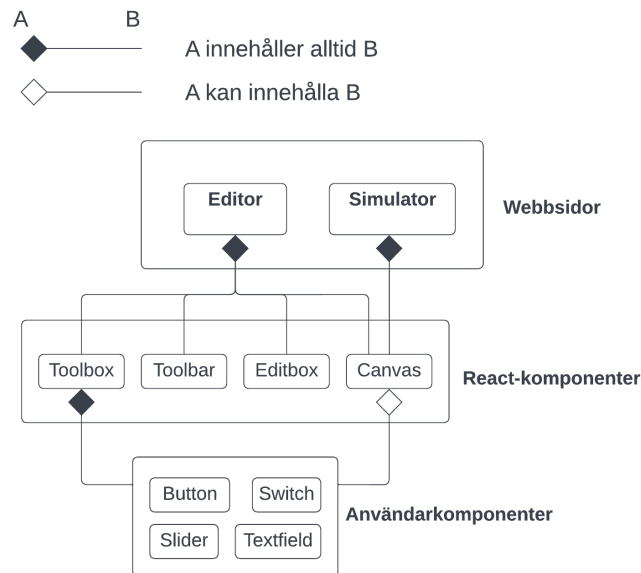 A B
A innehåller alltid B
A kan innehålla B
Editor Simulator
Webbsidor
Toolbox Toolbar Editbox Canvas
React-komponenter
Button Switch
Användarkomponenter
Slider Textfield